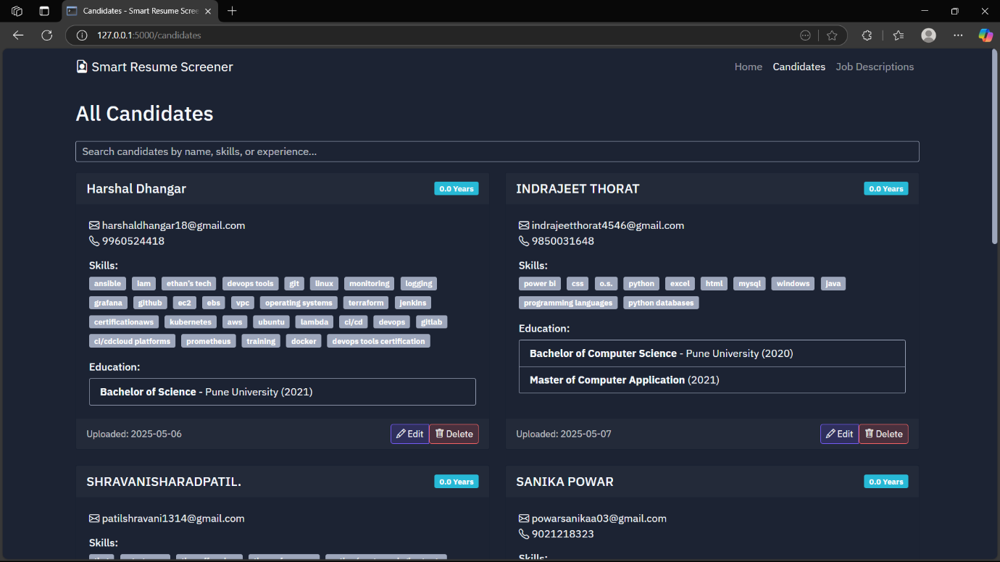 Candidates - Smart Resume Scree
127.0.0.1:5000/candidates
Smart Resume Screener
Home Candidates Job Descriptions
All Candidates
Search candidates by name, skills, or experience...
Harshal Dhangar 0.0 Years
harshaldhangar18@gmail.com
9960524418
Skills:
ansible iam ethan's tech devops tools git linux monitoring logging
grafana github ec2 ebs vpc operating systems terraform jenkins
certificationaws kubernetes aws ubuntu lambda ci/cd devops gitlab
ci/cdcloud platforms prometheus training docker devops tools certification
Education:
Bachelor of Science - Pune University (2021)
Uploaded: 2025-05-06 Edit Delete
INDRAJEET THORAT 0.0 Years
indrajeetthorat4546@gmail.com
9850031648
Skills:
power bi css o.s. python excel html mysql windows java
programming languages python databases
Education:
Bachelor of Computer Science - Pune University (2020)
Master of Computer Application (2021)
Uploaded: 2025-05-07 Edit Delete
SHRAVANISHARADPATIL. 0.0 Years
patilshravani1314@gmail.com
Skills:
SANIKA POWAR 0.0 Years
powarsanikaa03@gmail.com
9021218323
Skills: